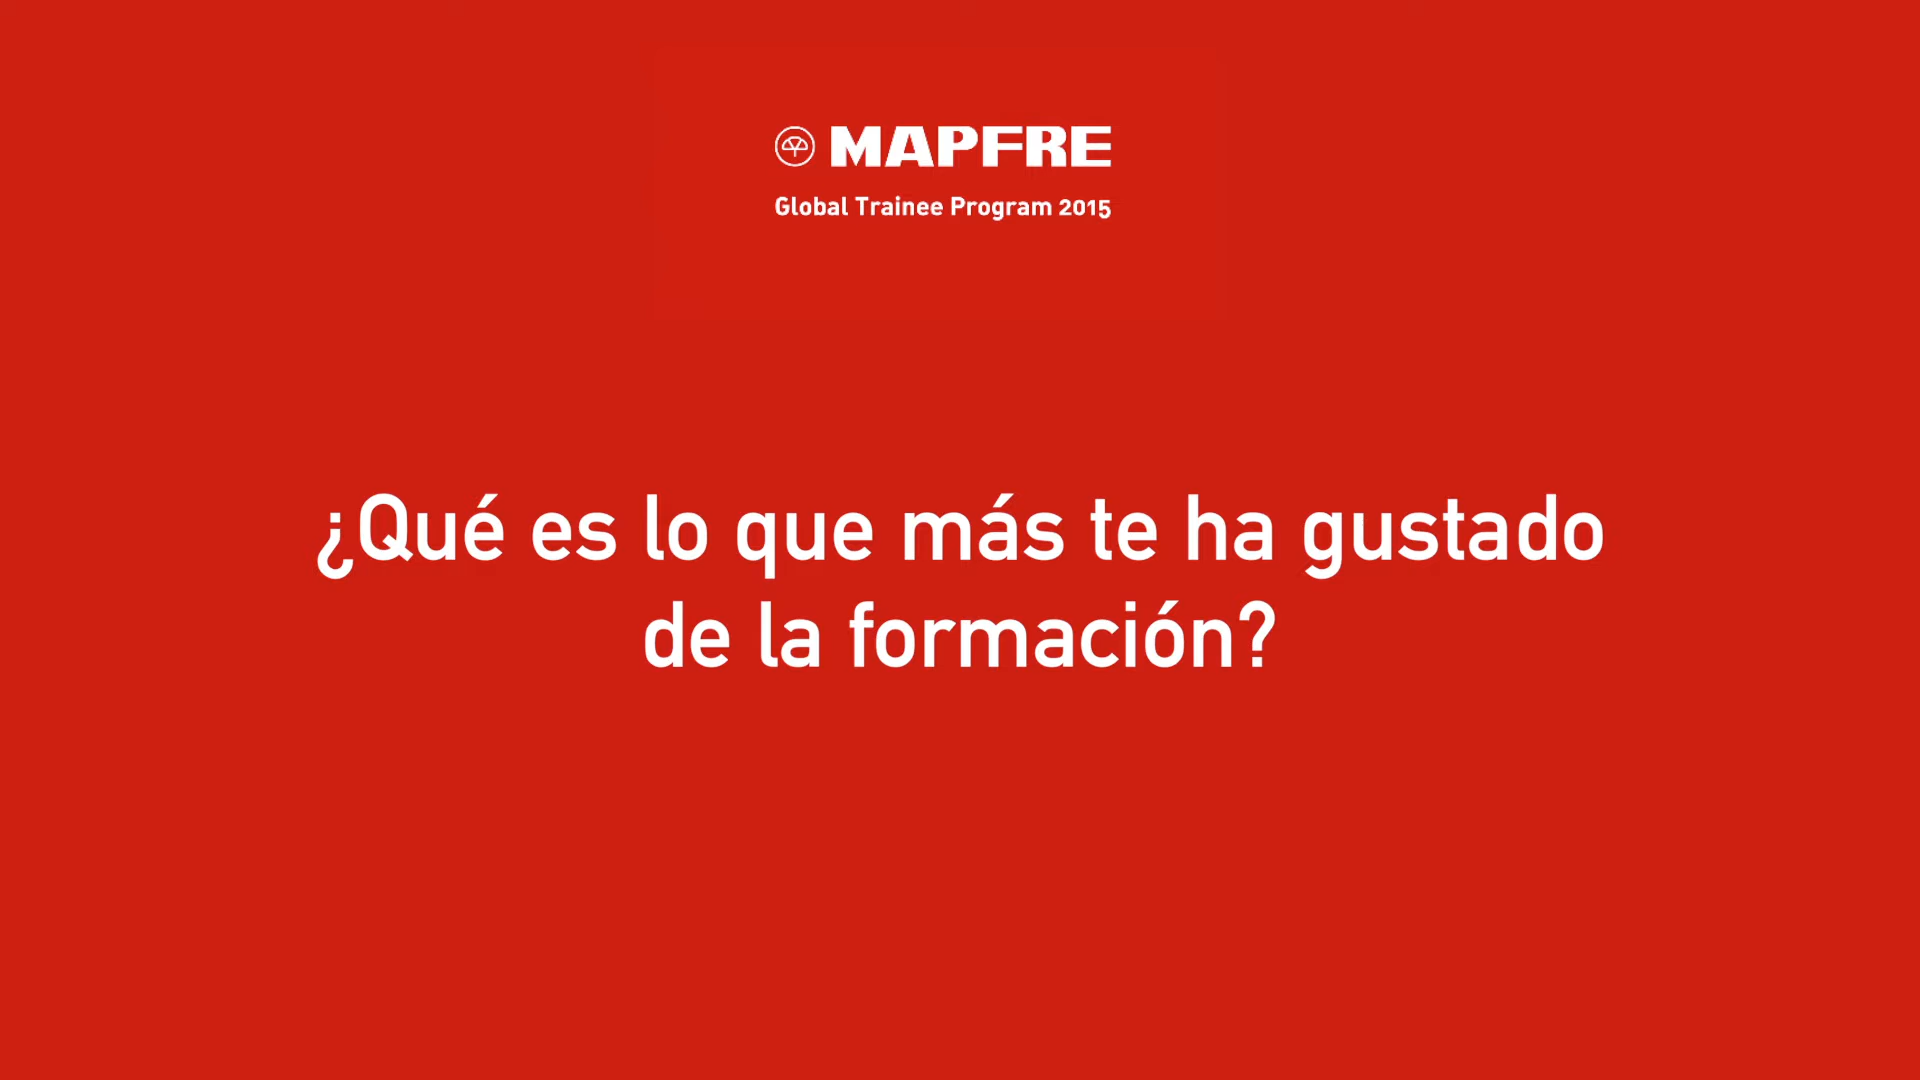 MAPFRE
Global Trainee Program 2015
¿Qué es lo que más te ha gustado
de la formación?